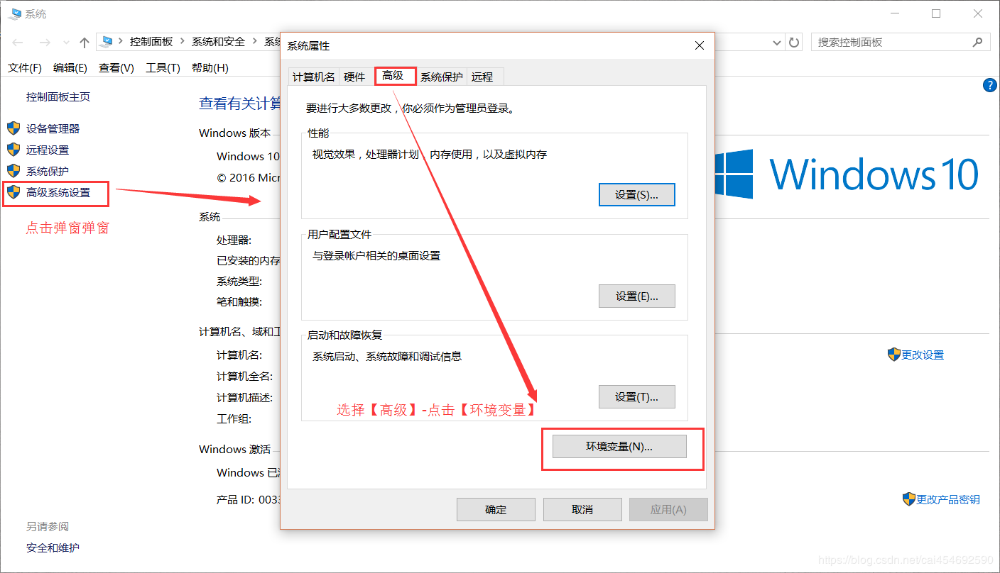 系统
控制面板 > 系统和安全 > 系统
搜索控制面板
文件(F) 编辑(E) 查看(V) 工具(T) 帮助(H)
控制面板主页
设备管理器
远程设置
系统保护
高级系统设置
点击弹窗弹窗
另请参阅
安全和维护
查看有关计算
Windows 版本
Windows 10
© 2016 Micr
系统
处理器:
已安装的内存
系统类型:
笔和触摸:
计算机名、域和工
计算机名:
计算机全名:
计算机描述:
工作组:
Windows 激活
Windows 已激
产品 ID: 0033
系统属性
计算机名 硬件 高级 系统保护 远程
要进行大多数更改，你必须作为管理员登录。
性能
视觉效果，处理器计划，内存使用，以及虚拟内存
设置(S)...
用户配置文件
与登录帐户相关的桌面设置
设置(E)...
启动和故障恢复
系统启动、系统故障和调试信息
设置(T)...
选择【高级】-点击【环境变量】
环境变量(N)...
确定 取消 应用(A)
?
Windows 10
更改设置
更改产品密钥
https://blog.csdn.net/cai454692590